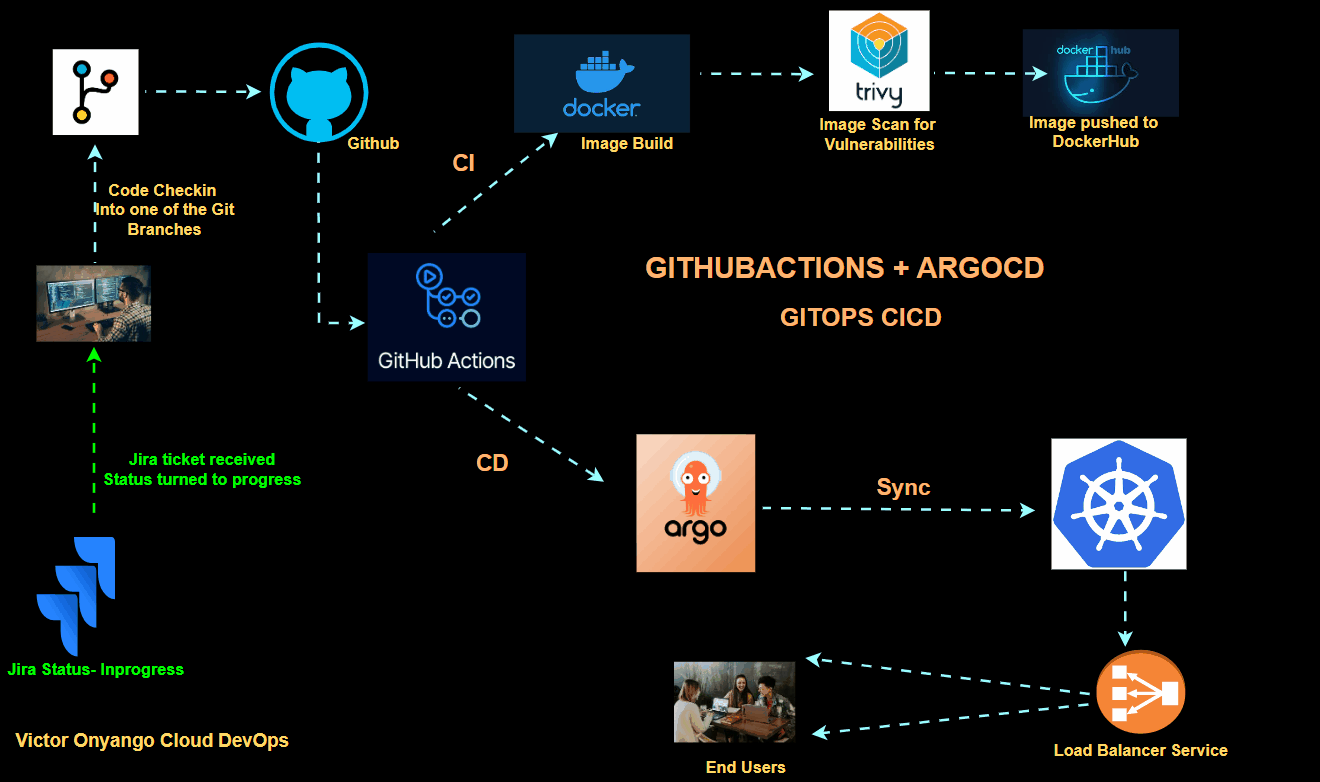 docker
trivy
docker hub
Github
Image Build
Image Scan for
Vulnerabilities
Image pushed to
DockerHub
CI
Code Checkin
Into one of the Git
Branches
GITHUBACTIONS + ARGOCD
GITOPS CICD
GitHub Actions
CD
Jira ticket received
Status turned to progress
argo
Sync
Jira Status- Inprogress
Victor Onyango Cloud DevOps
End Users
Load Balancer Service